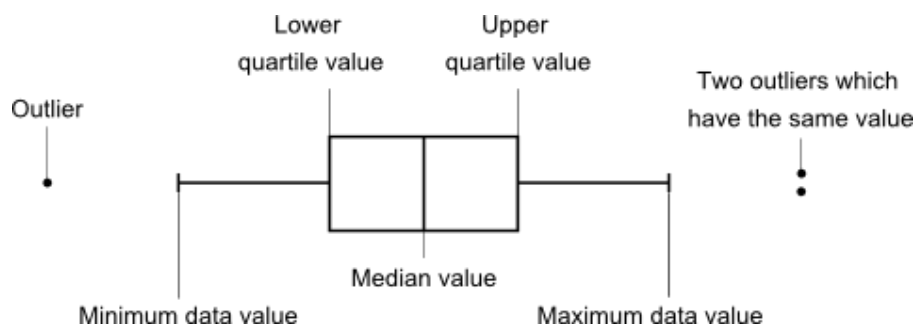 Lower
quartile value
Upper
quartile value
Two outliers which
have the same value
Outlier
Median value
Minimum data value
Maximum data value